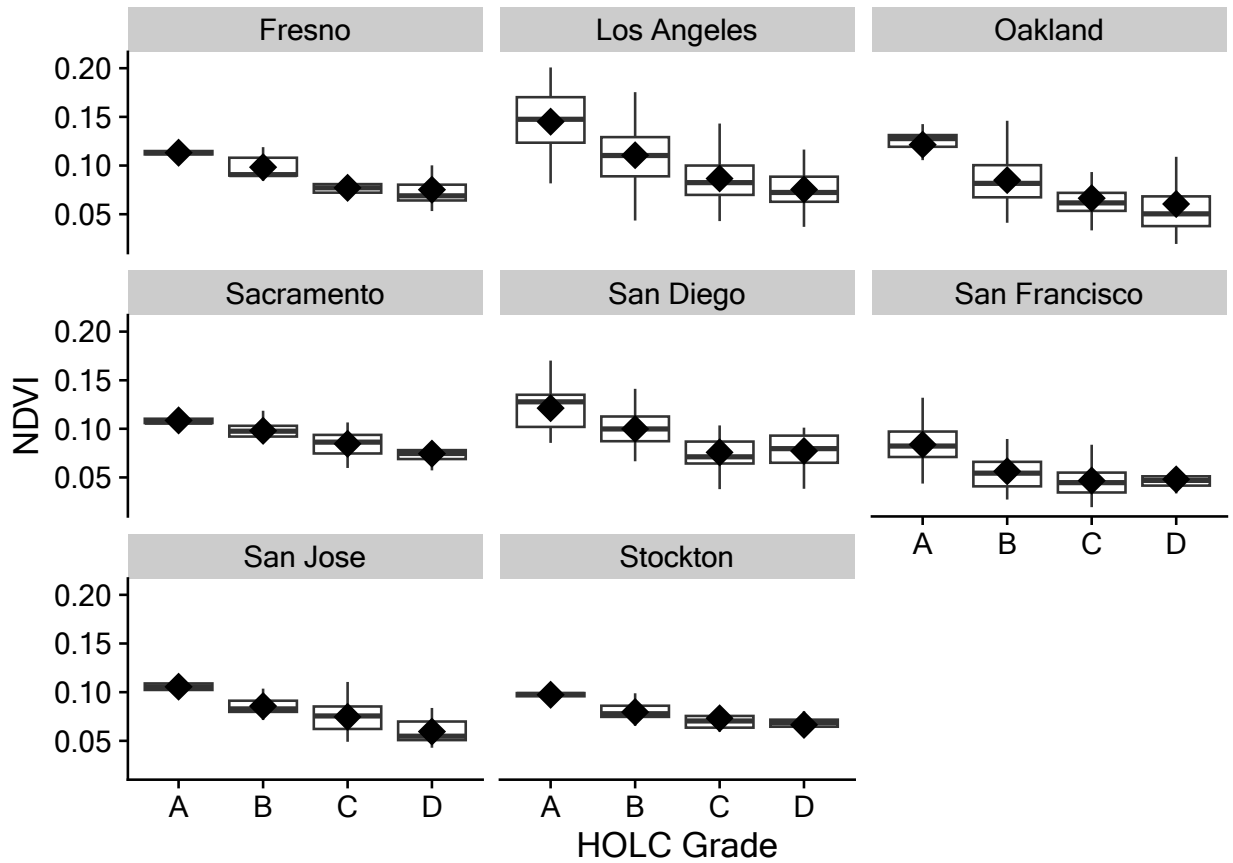 Fresno Los Angeles Oakland
0.20
0.15
0.10
0.05
Sacramento San Diego San Francisco
0.20
0.15
0.10
0.05
NDVI
A B C D
San Jose Stockton
0.20
0.15
0.10
0.05
A B C D A B C D
HOLC Grade